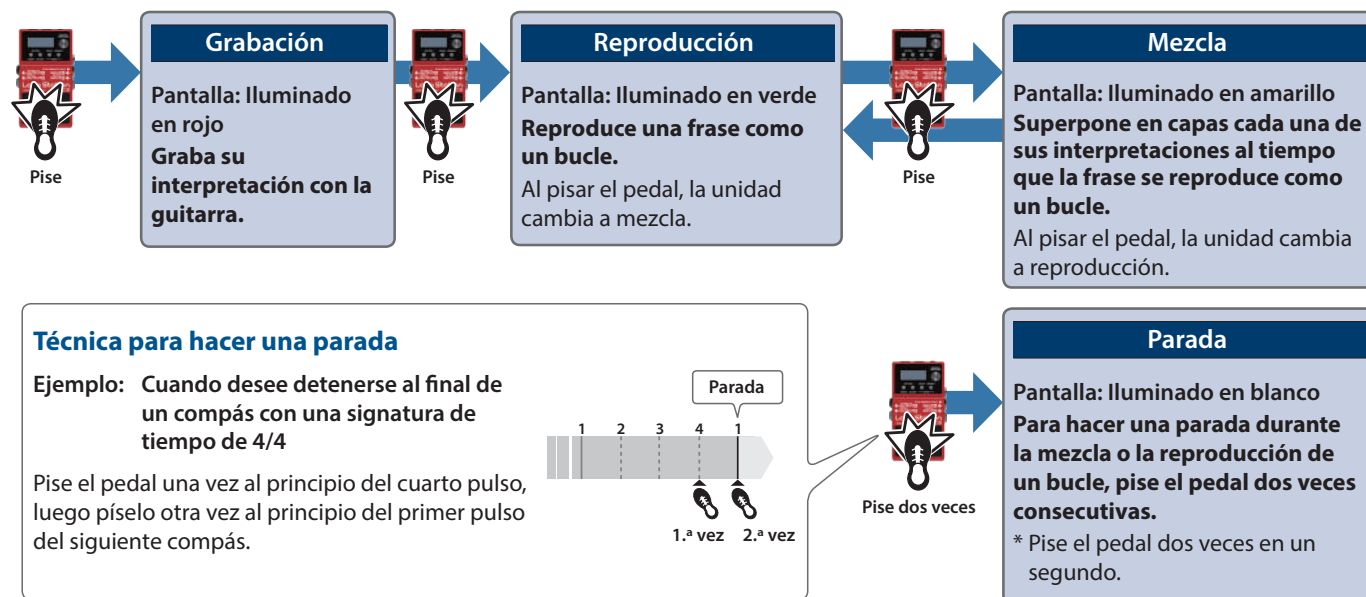 Pise
Grabación
Pantalla: Iluminado
en rojo
Graba su
interpretación con la
guitarra.
Pise
Reproducción
Pantalla: Iluminado en verde
Reproduce una frase como
un bucle.
Al pisar el pedal, la unidad
cambia a mezcla.
Pise
Mezcla
Pantalla: Iluminado en amarillo
Superpone en capas cada una de
sus interpretaciones al tiempo
que la frase se reproduce como
un bucle.
Al pisar el pedal, la unidad cambia
a reproducción.
Técnica para hacer una parada
Ejemplo: Cuando desee detenerse al final de
un compás con una signatura de
tiempo de 4/4
Pise el pedal una vez al principio del cuarto pulso,
luego píselo otra vez al principio del primer pulso
del siguiente compás.
Parada
1 2 3 4 1
1.ª vez 2.ª vez
Pise dos veces
Parada
Pantalla: Iluminado en blanco
Para hacer una parada durante
la mezcla o la reproducción de
un bucle, pise el pedal dos veces
consecutivas.
* Pise el pedal dos veces en un
segundo.